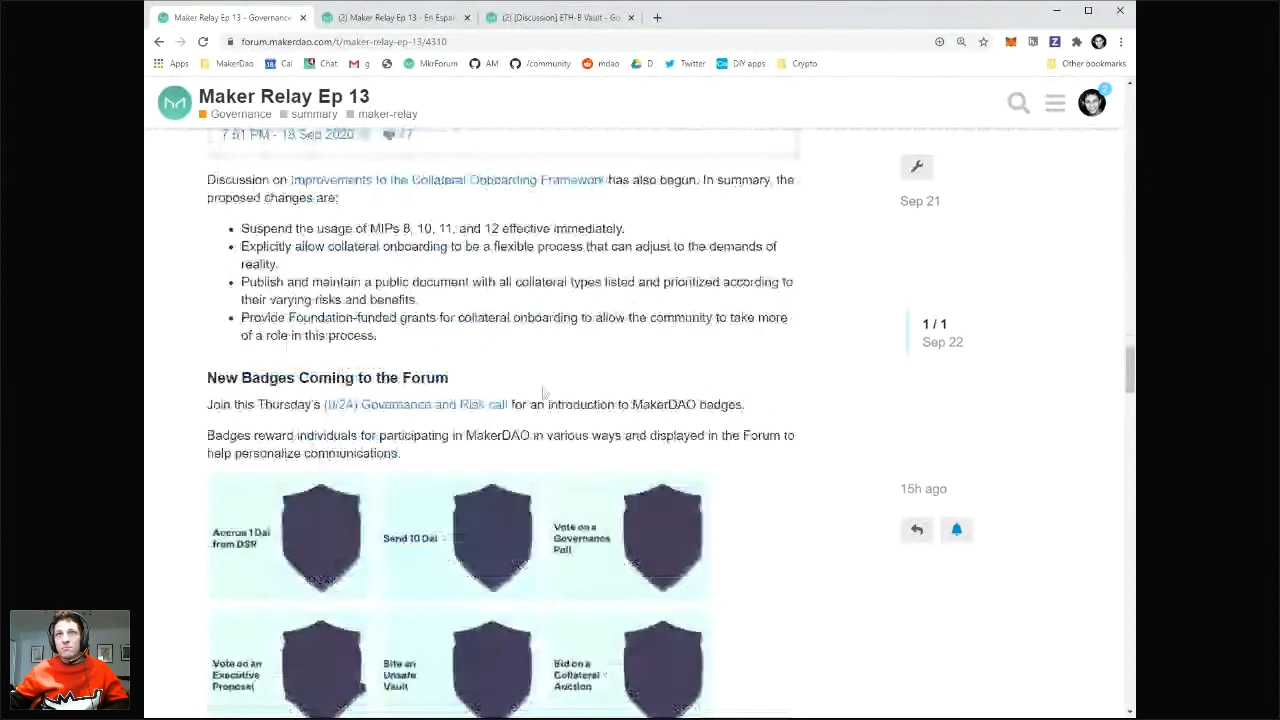 Maker Relay Ep 13 - Governance
(2) Maker Relay Ep 13 - En Espa
(2) [Discussion] ETH-B Vault - Go
forum.makerdao.com/t/maker-relay-ep-13/4310
Apps MakerDao Cal Chat g MkrForum AM /community mdao D Twitter DIY apps Crypto Other bookmarks
Maker Relay Ep 13
Governance summary maker-relay
2
7:51 PM - 18 Sep 2020 7
Discussion on Improvements to the Collateral Onboarding Framework has also begun. In summary, the
proposed changes are:
Suspend the usage of MIPs 8, 10, 11, and 12 effective immediately.
Explicitly allow collateral onboarding to be a flexible process that can adjust to the demands of
reality.
Publish and maintain a public document with all collateral types listed and prioritized according to
their varying risks and benefits.
Provide Foundation-funded grants for collateral onboarding to allow the community to take more
of a role in this process.
New Badges Coming to the Forum
Join this Thursday's (9/24) Governance and Risk call for an introduction to MakerDAO badges.
Badges reward individuals for participating in MakerDAO in various ways and displayed in the Forum to
help personalize communications.
Accrue 1 Dai
from DSR
Send 10 Dai
Vote on a
Governance
Poll
Vote on an
Executive
Proposal
Bite an
Unsafe
Vault
Bid on a
Collateral
Auction
Sep 21
1 / 1
Sep 22
15h ago